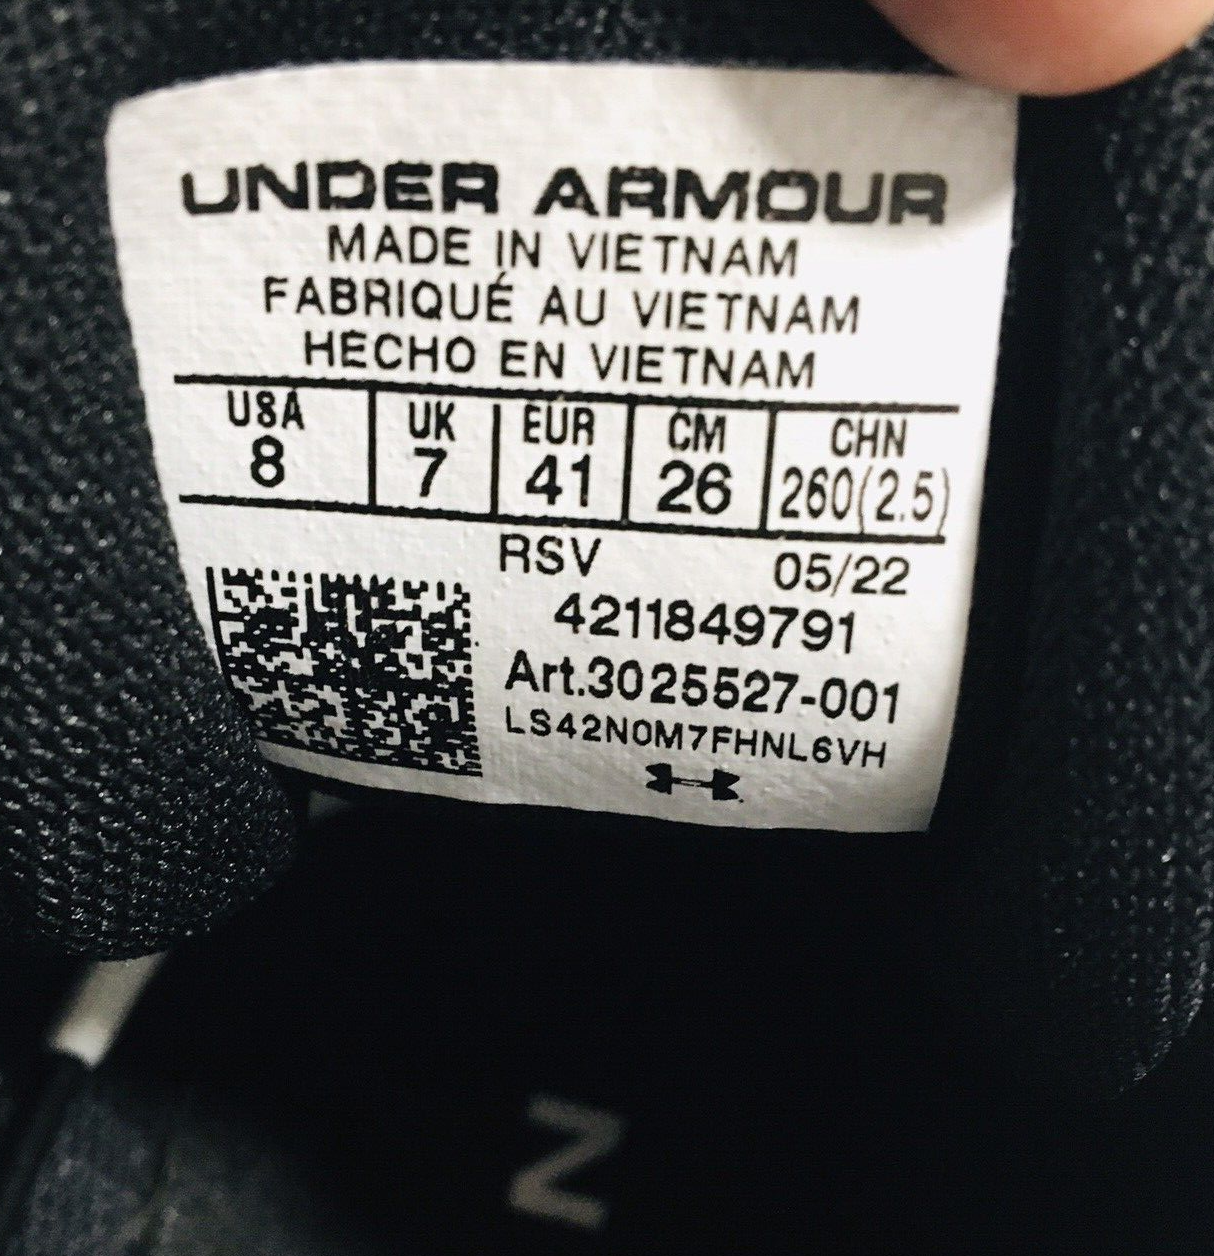 UNDER ARMOUR
MADE IN VIETNAM
FABRIQUÉ AU VIETNAM
HECHO EN VIETNAM
USA UK EUR CM CHN
8 7 41 26 260(2.5)
RSV 05/22
4211849791
Art.3025527-001
LS42N0M7FHNL6VH
N